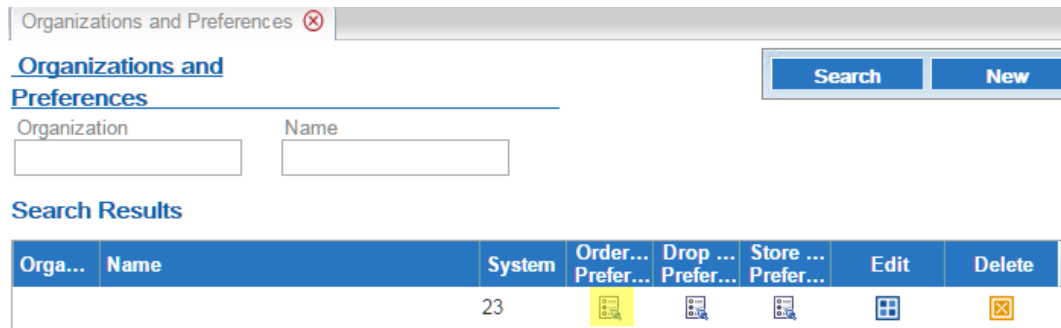 Organizations and Preferences
Organizations and
Preferences
Search New
Organization Name
Search Results
Orga... Name System Order... Prefer... Drop ... Prefer... Store ... Prefer... Edit Delete
23